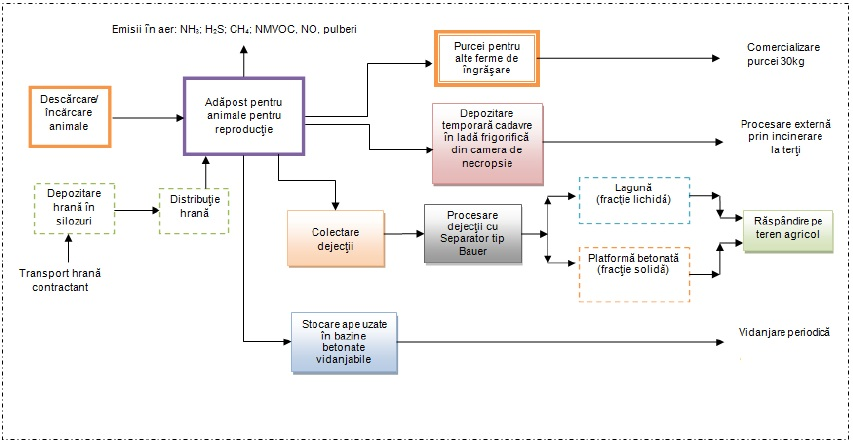 Emisii în aer: NH₃; H₂S; CH₄; NMVOC, NO, pulberi
Purcei pentru
alte ferme de
îngrășare
Comercializare
purcei 30kg
Descărcare/
încărcare
animale
Adăpost pentru
animale pentru
reproducție
Depozitare
temporară cadavre
în ladă frigorifică
din camera de
necropsie
Procesare externă
prin incinerare
la terți
Depozitare
hrană în
silozuri
Distribuție
hrană
Transport hrană
contractant
Colectare
dejecții
Procesare
dejecții cu
Separator tip
Bauer
Lagună
(fracție lichidă)
Platformă betonată
(fracție solidă)
Răspândire pe
teren agricol
Stocare ape uzate
în bazine
betonate
vidanjabile
Vidanjare periodică